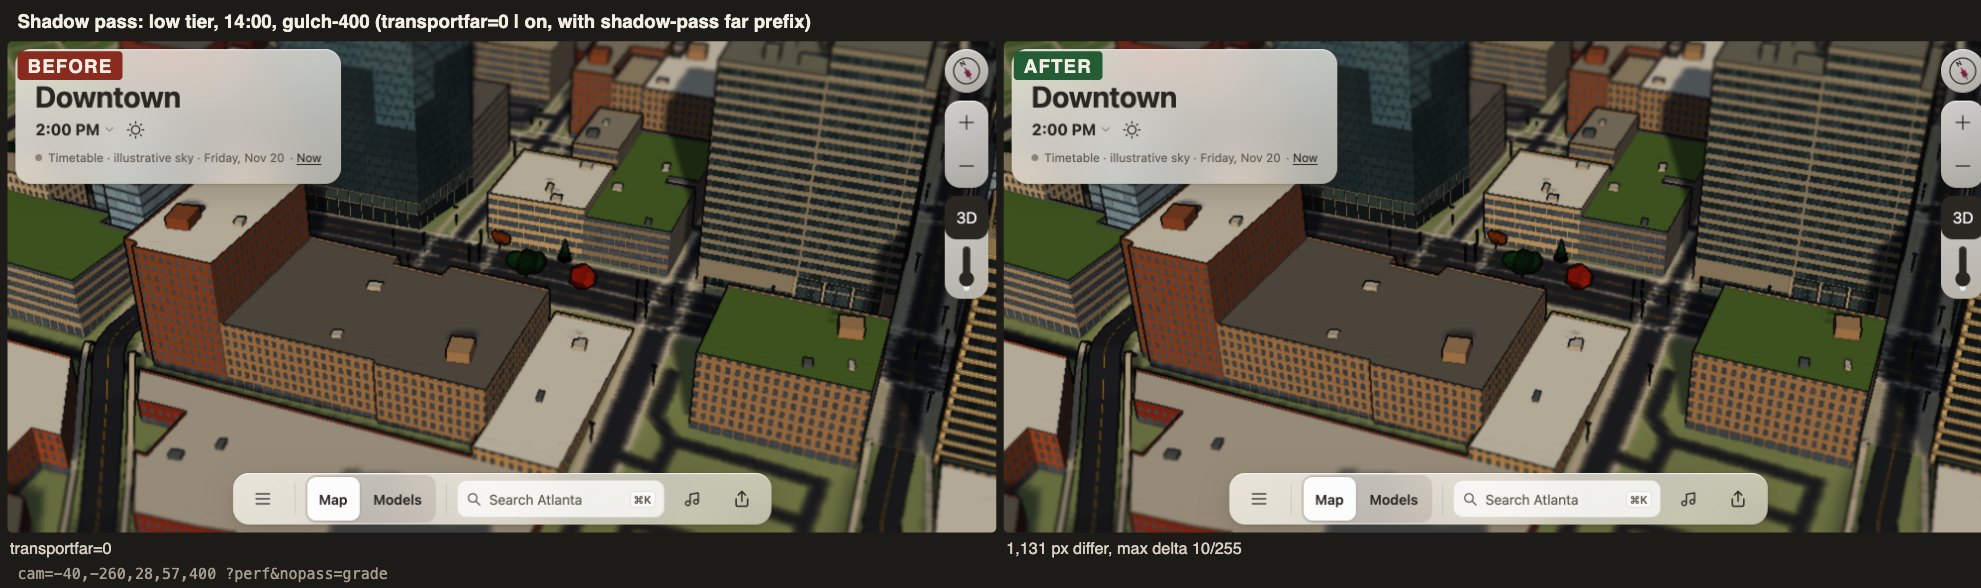 Shadow pass: low tier, 14:00, gulch-400 (transportfar=0 | on, with shadow-pass far prefix)
BEFORE
Downtown
2:00 PM
Timetable · illustrative sky · Friday, Nov 20 · Now
N
+
−
3D
Map
Models
Search Atlanta
⌘K
transportfar=0
AFTER
Downtown
2:00 PM
Timetable · illustrative sky · Friday, Nov 20 · Now
N
+
−
3D
Map
Models
Search Atlanta
⌘K
1,131 px differ, max delta 10/255
cam=−40,−260,28,57,400 ?perf&nopass=grade